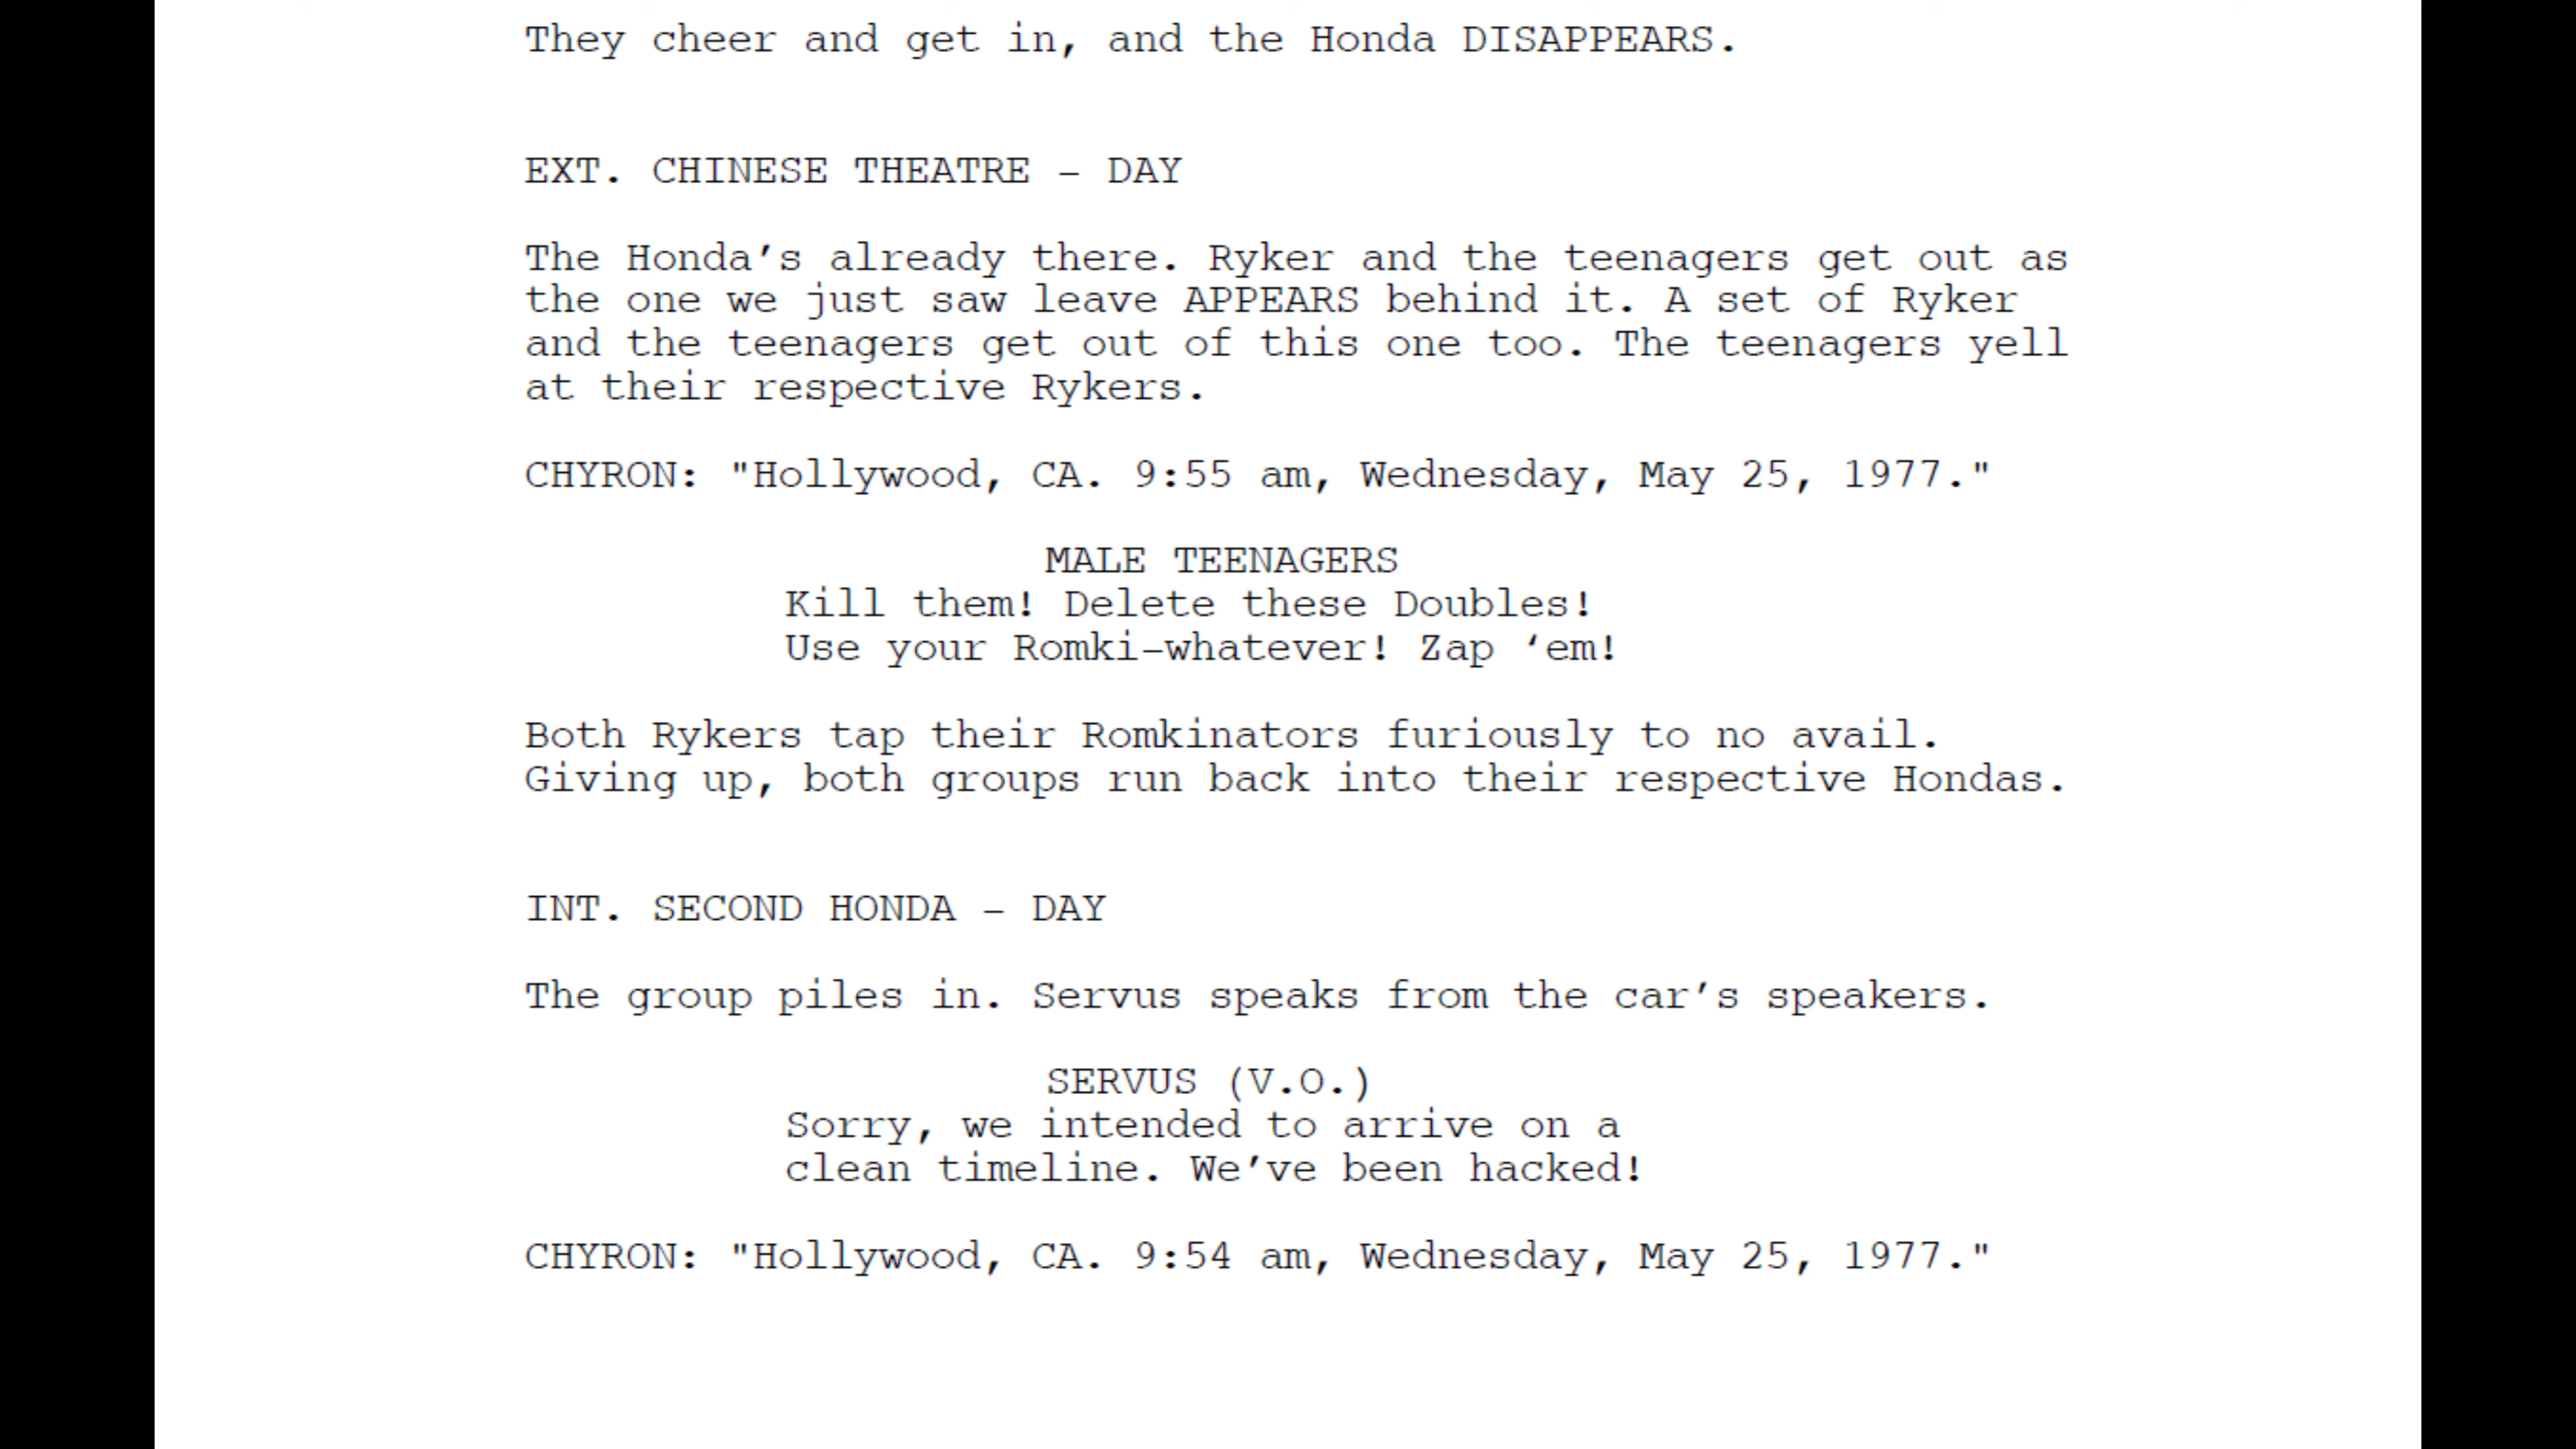 They cheer and get in, and the Honda DISAPPEARS.
EXT. CHINESE THEATRE – DAY
The Honda’s already there. Ryker and the teenagers get out as
the one we just saw leave APPEARS behind it. A set of Ryker
and the teenagers get out of this one too. The teenagers yell
at their respective Rykers.
CHYRON: "Hollywood, CA. 9:55 am, Wednesday, May 25, 1977."
MALE TEENAGERS
Kill them! Delete these Doubles!
Use your Romki–whatever! Zap ‘em!
Both Rykers tap their Romkinators furiously to no avail.
Giving up, both groups run back into their respective Hondas.
INT. SECOND HONDA – DAY
The group piles in. Servus speaks from the car’s speakers.
SERVUS (V.O.)
Sorry, we intended to arrive on a
clean timeline. We’ve been hacked!
CHYRON: "Hollywood, CA. 9:54 am, Wednesday, May 25, 1977."